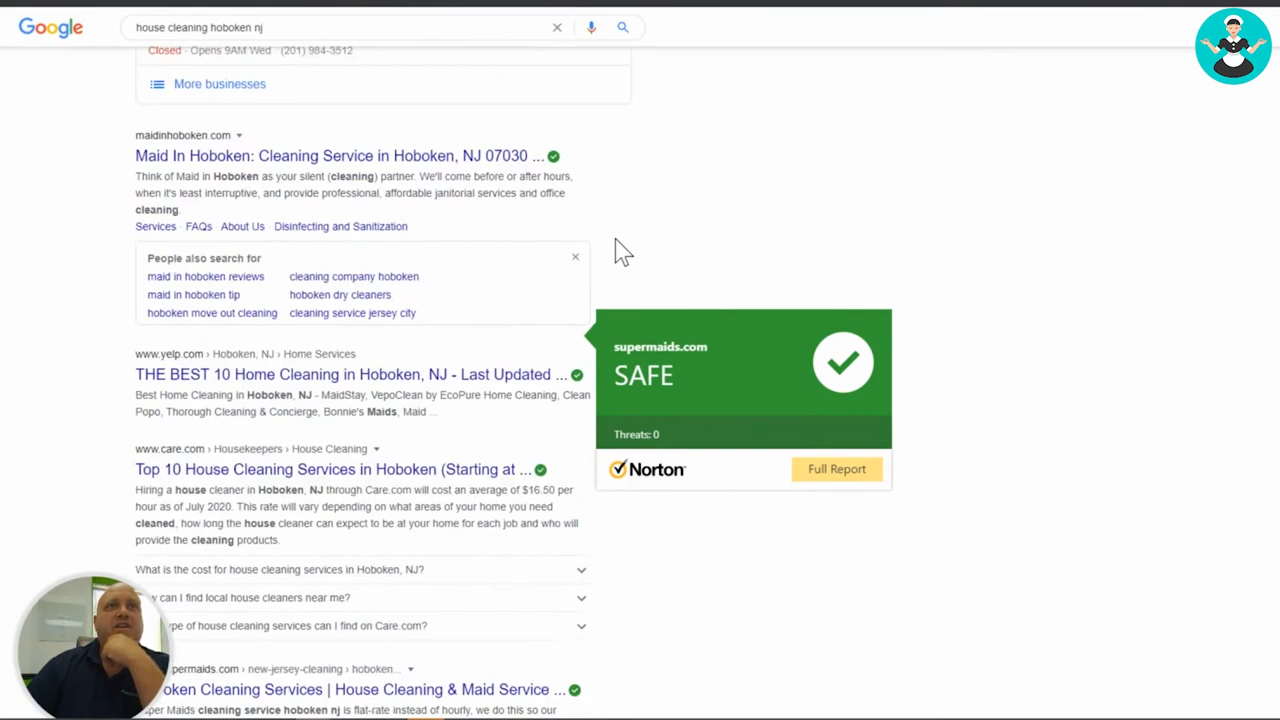 Google
house cleaning hoboken nj
Closed · Opens 9AM Wed · (201) 984-3512
More businesses
maidinhoboken.com
Maid In Hoboken: Cleaning Service in Hoboken, NJ 07030 ...
Think of Maid in Hoboken as your silent (cleaning) partner. We'll come before or after hours,
when it's least interruptive, and provide professional, affordable janitorial services and office
cleaning.
Services · FAQs · About Us · Disinfecting and Sanitization
People also search for
maid in hoboken reviews cleaning company hoboken
maid in hoboken tip hoboken dry cleaners
hoboken move out cleaning cleaning service jersey city
www.yelp.com › Hoboken, NJ › Home Services
THE BEST 10 Home Cleaning in Hoboken, NJ - Last Updated ...
Best Home Cleaning in Hoboken, NJ - MaidStay, VepoClean by EcoPure Home Cleaning, Clean
Popo, Thorough Cleaning & Concierge, Bonnie's Maids, Maid ...
supermaids.com
SAFE
Threats: 0
Norton
Full Report
www.care.com › Housekeepers › House Cleaning
Top 10 House Cleaning Services in Hoboken (Starting at ...
Hiring a house cleaner in Hoboken, NJ through Care.com will cost an average of $16.50 per
hour as of July 2020. This rate will vary depending on what areas of your home you need
cleaned, how long the house cleaner can expect to be at your home for each job and who will
provide the cleaning products.
What is the cost for house cleaning services in Hoboken, NJ?
can I find local house cleaners near me?
type of house cleaning services can I find on Care.com?
permaids.com › new-jersey-cleaning › hoboken...
oken Cleaning Services | House Cleaning & Maid Service ...
uper Maids cleaning service hoboken nj is flat-rate instead of hourly, we do this so our